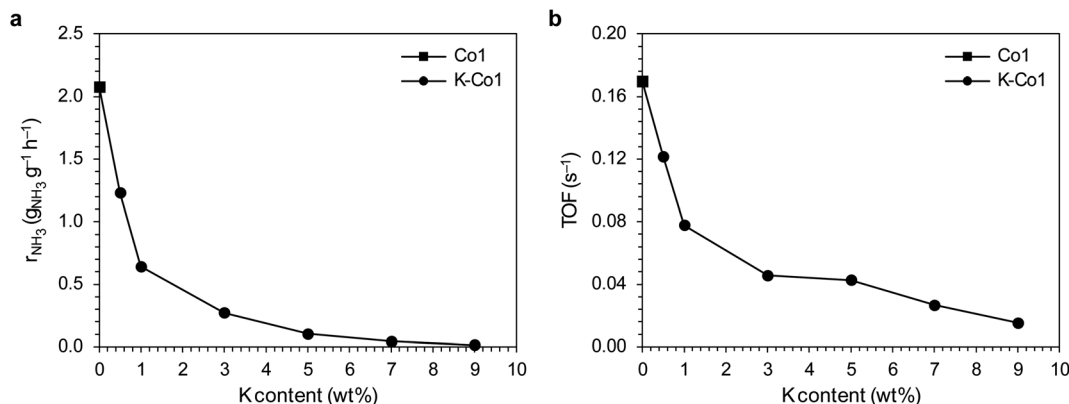 a
2.5
2.0
1.5
1.0
0.5
0.0
r_NH3 (g_NH3 g⁻¹ h⁻¹)
Co1
K-Co1
0 1 2 3 4 5 6 7 8 9 10
K content (wt%)
b
0.20
0.16
0.12
0.08
0.04
0.00
TOF (s⁻¹)
Co1
K-Co1
0 1 2 3 4 5 6 7 8 9 10
K content (wt%)